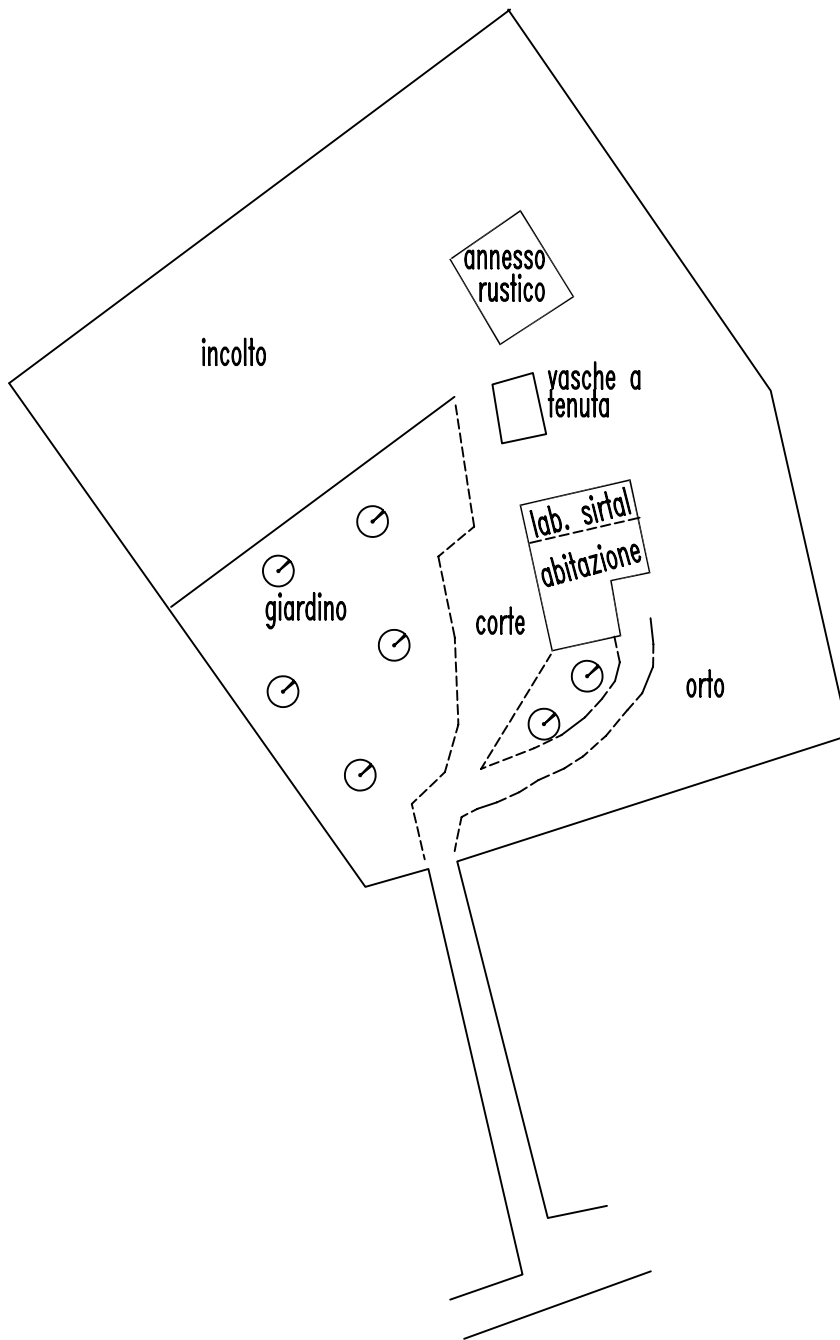 annesso
rustico
incolto
vasche a
tenuta
lab. sirtal
abitazione
giardino
corte
orto